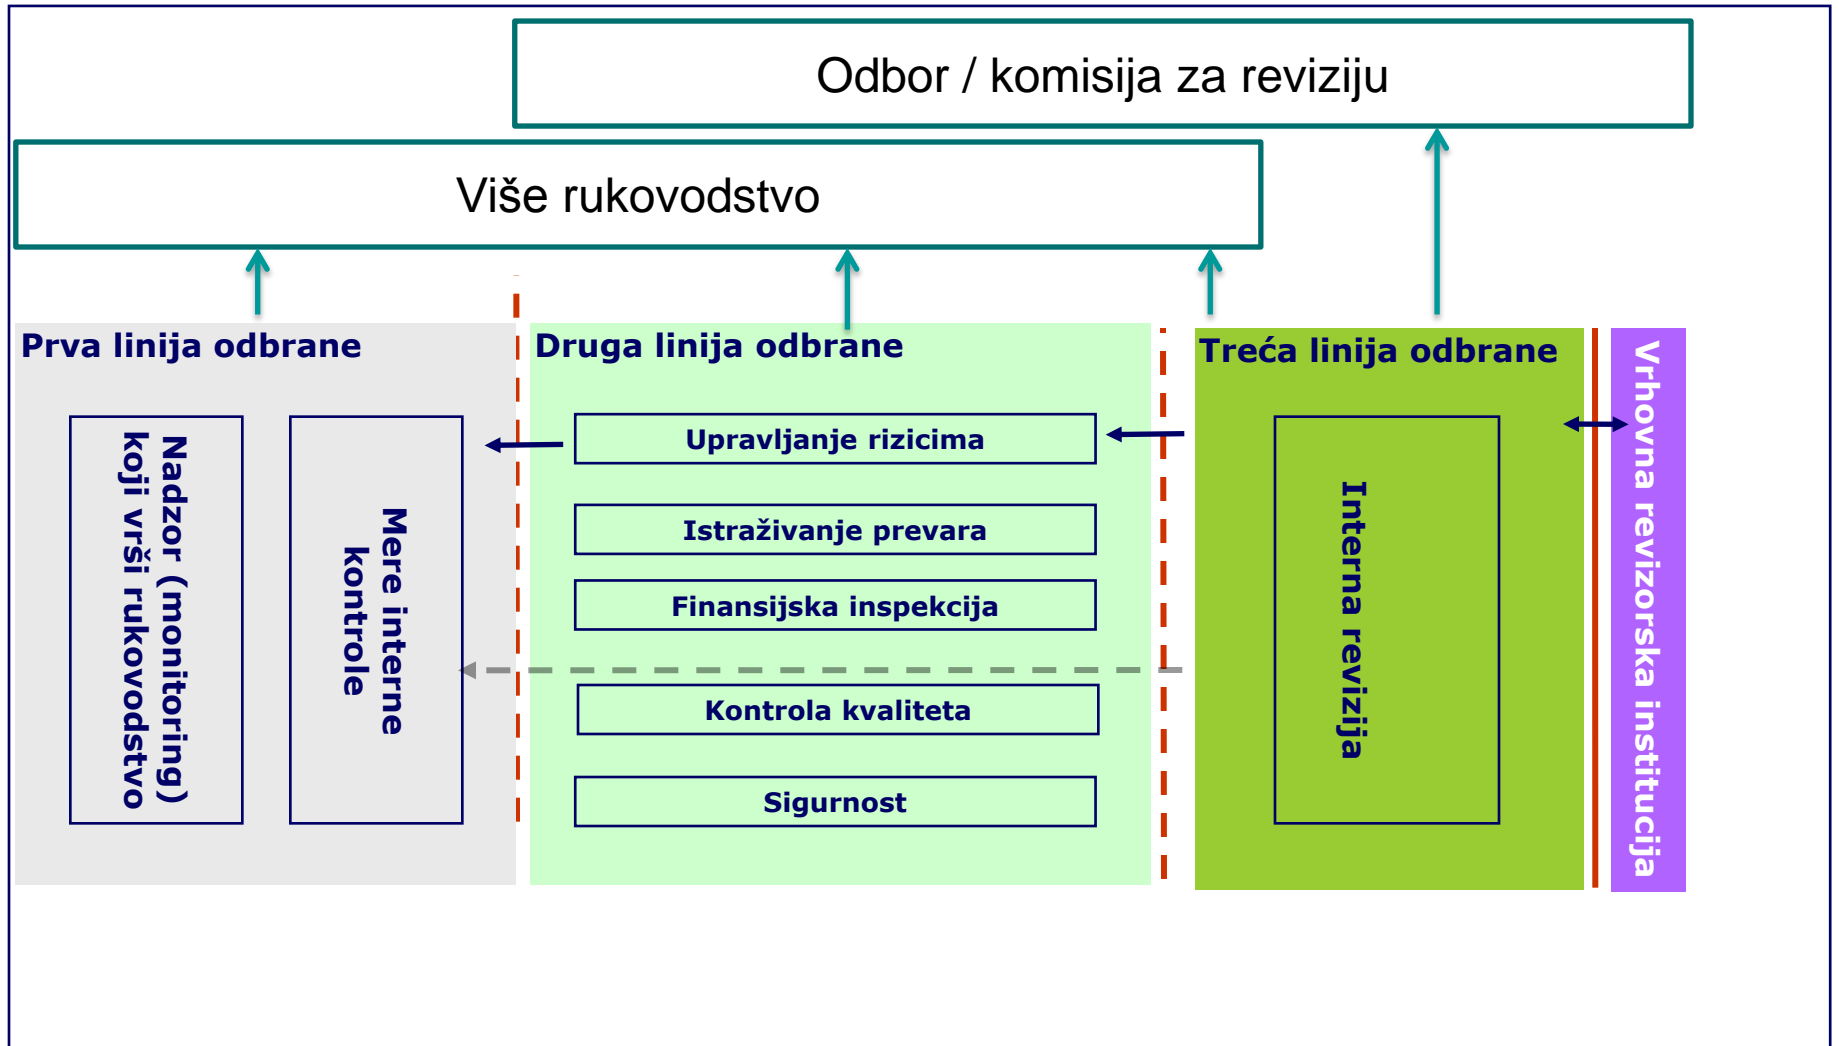 Odbor / komisija za reviziju
Više rukovodstvo
Prva linija odbrane
Nadzor (monitoring)
koji vrši rukovodstvo
Mere interne
kontrole
Druga linija odbrane
Upravljanje rizicima
Istraživanje prevara
Finansijska inspekcija
Kontrola kvaliteta
Sigurnost
Treća linija odbrane
Interna revizija
Vrhovna revizorska institucija